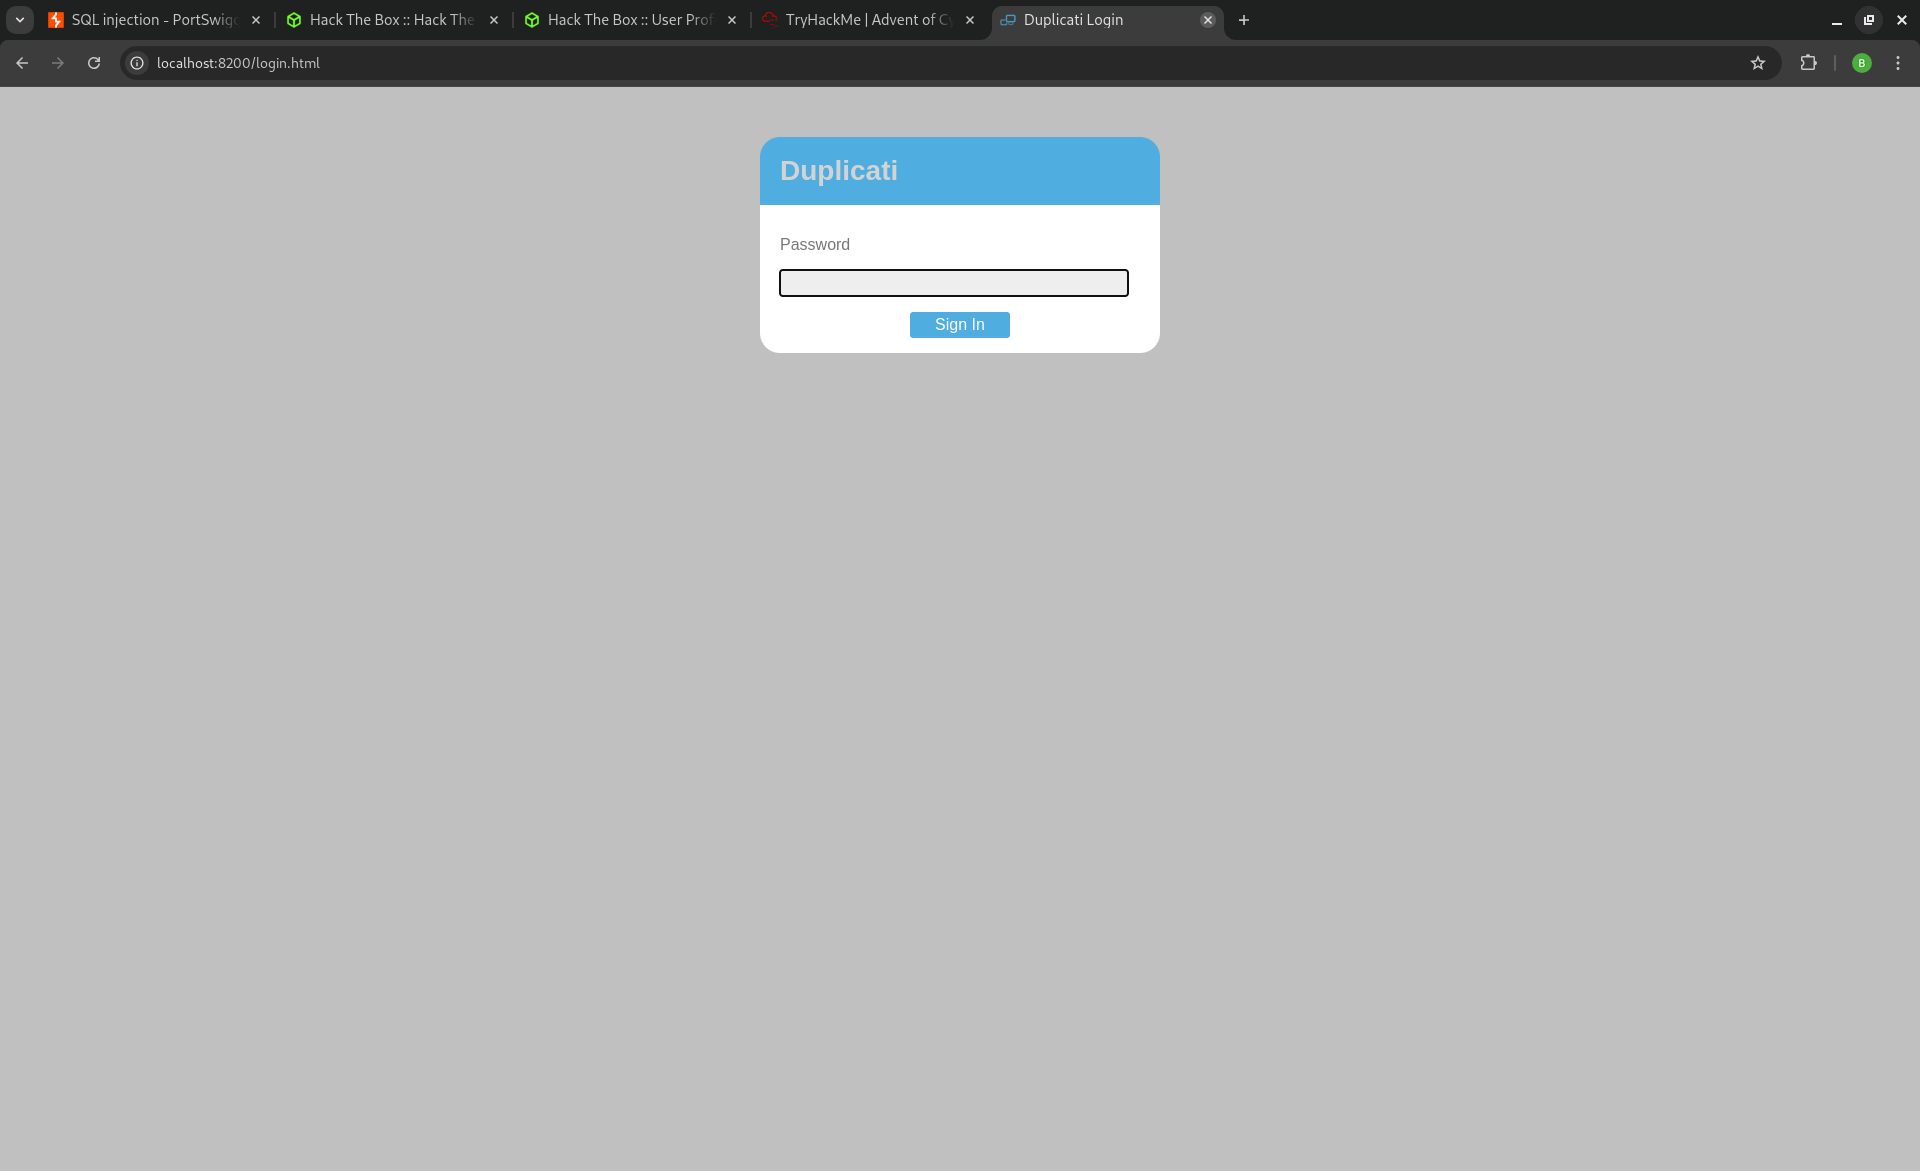 SQL injection - PortSwig
Hack The Box :: Hack The
Hack The Box :: User Prof
TryHackMe | Advent of Cy
Duplicati Login
localhost:8200/login.html
B
Duplicati
Password
Sign In